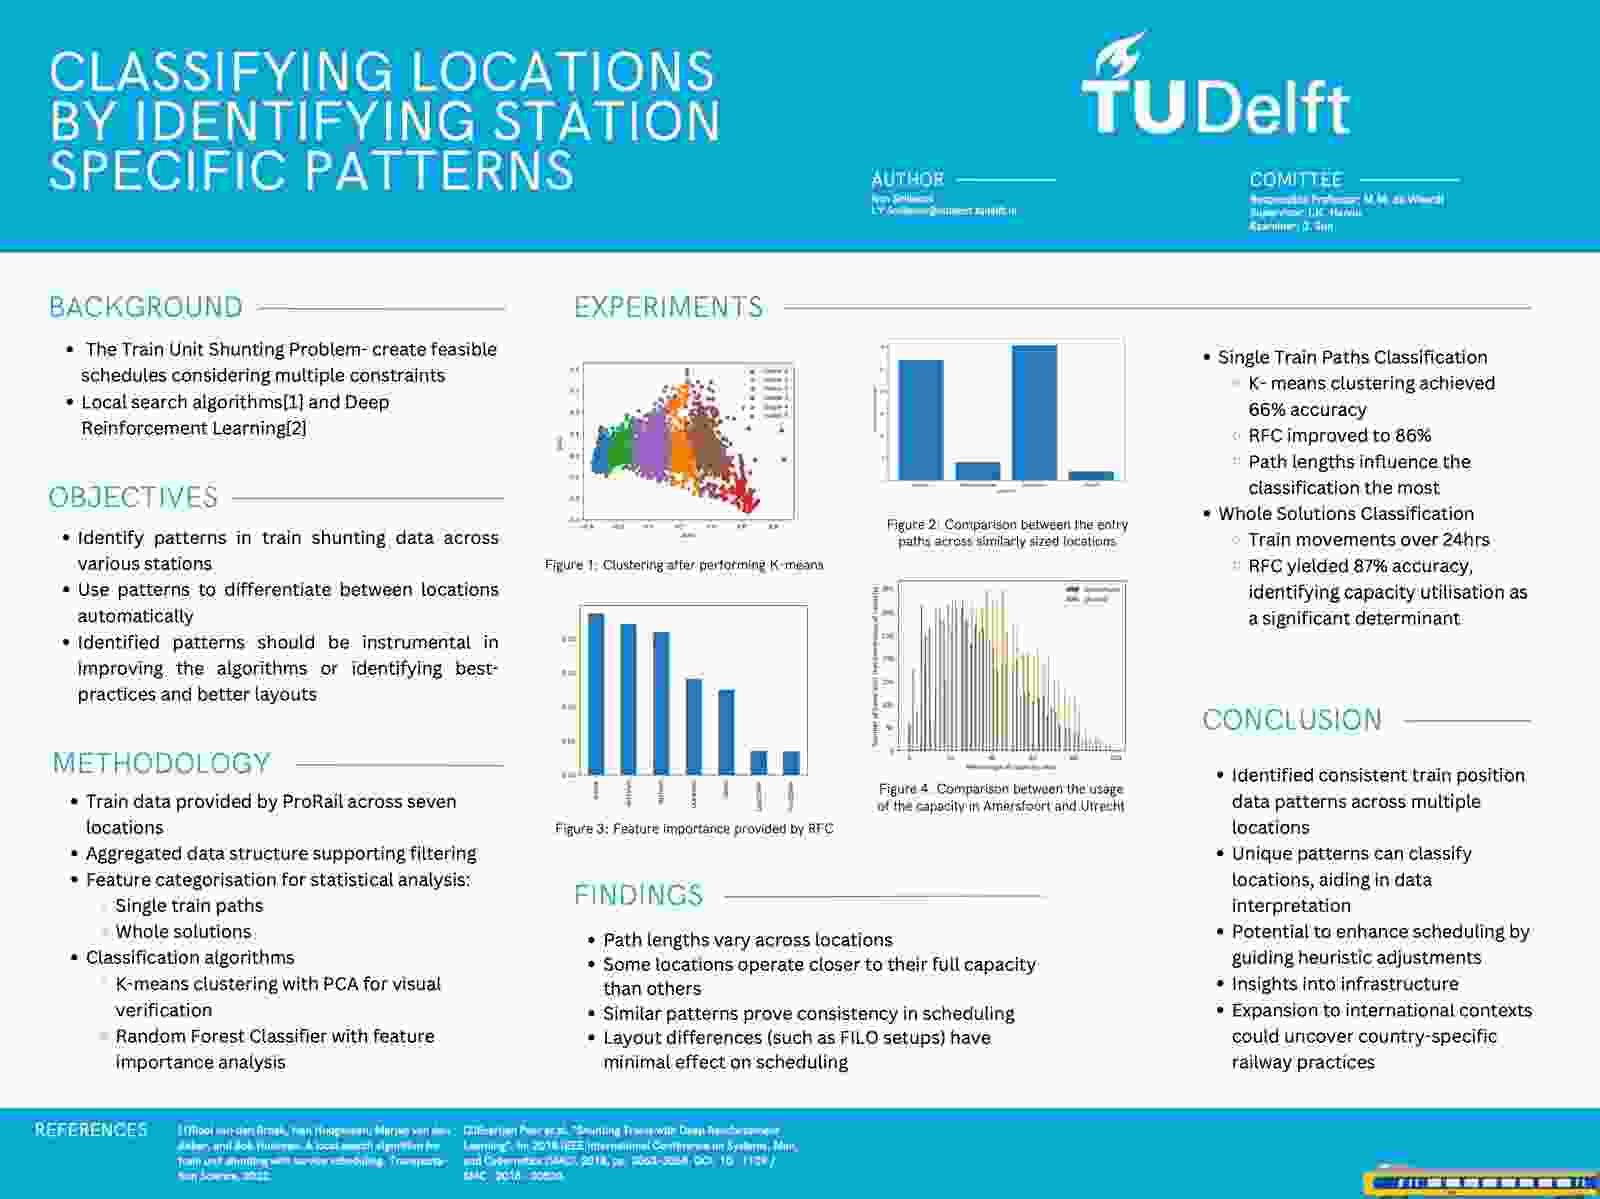 CLASSIFYING LOCATIONS
BY IDENTIFYING STATION
SPECIFIC PATTERNS
TUDelft
AUTHOR
COMITTEE
Responsible Professor: M.M. de Weerdt
Supervisor: I.K.
Examiner: J. Sun
BACKGROUND
• The Train Unit Shunting Problem- create feasible
schedules considering multiple constraints
• Local search algorithms[1] and Deep
Reinforcement Learning[2]
OBJECTIVES
• Identify patterns in train shunting data across
various stations
• Use patterns to differentiate between locations
automatically
• Identified patterns should be instrumental in
improving the algorithms or identifying best-
practices and better layouts
METHODOLOGY
• Train data provided by ProRail across seven
locations
• Aggregated data structure supporting filtering
• Feature categorisation for statistical analysis:
○ Single train paths
○ Whole solutions
• Classification algorithms
○ K-means clustering with PCA for visual
verification
○ Random Forest Classifier with feature
importance analysis
EXPERIMENTS
Figure 1: Clustering after performing K-means
Figure 2: Comparison between the entry
paths across similarly sized locations
Figure 3: Feature importance provided by RFC
Figure 4. Comparison between the usage
of the capacity in Amersfoort and Utrecht
• Single Train Paths Classification
○ K- means clustering achieved
66% accuracy
○ RFC improved to 86%
○ Path lengths influence the
classification the most
• Whole Solutions Classification
○ Train movements over 24hrs
○ RFC yielded 87% accuracy,
identifying capacity utilisation as
a significant determinant
FINDINGS
• Path lengths vary across locations
• Some locations operate closer to their full capacity
than others
• Similar patterns prove consistency in scheduling
• Layout differences (such as FILO setups) have
minimal effect on scheduling
CONCLUSION
• Identified consistent train position
data patterns across multiple
locations
• Unique patterns can classify
locations, aiding in data
interpretation
• Potential to enhance scheduling by
guiding heuristic adjustments
• Insights into infrastructure
• Expansion to international contexts
could uncover country-specific
railway practices
REFERENCES
[1]Roel van den Broek, Han Hoogeveen, Marjan van den
Akker, and Bob Huisman. A local search algorithm for
train unit shunting with service scheduling. Transporta-
tion Science, 2022.
[2]Evertjan Peer et al. "Shunting Trains with Deep Reinforcement
Learning". In: 2018 IEEE International Conference on Systems, Man,
and Cybernetics (SMC). 2018, pp.